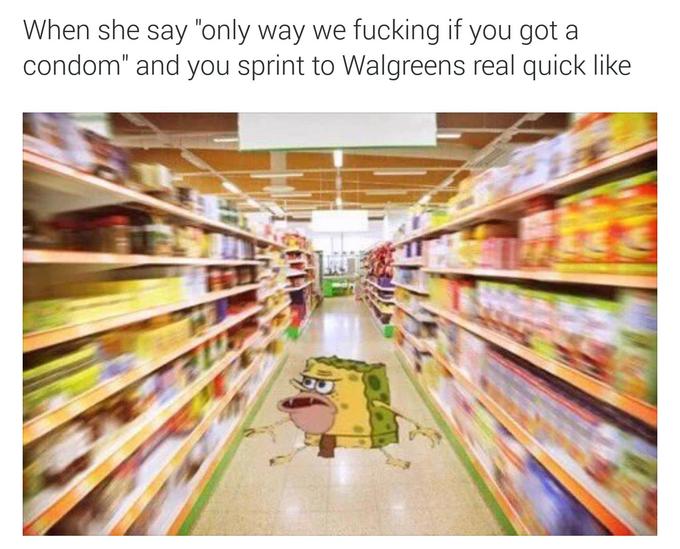 When she say "only way we fucking if you got a
condom" and you sprint to Walgreens real quick like